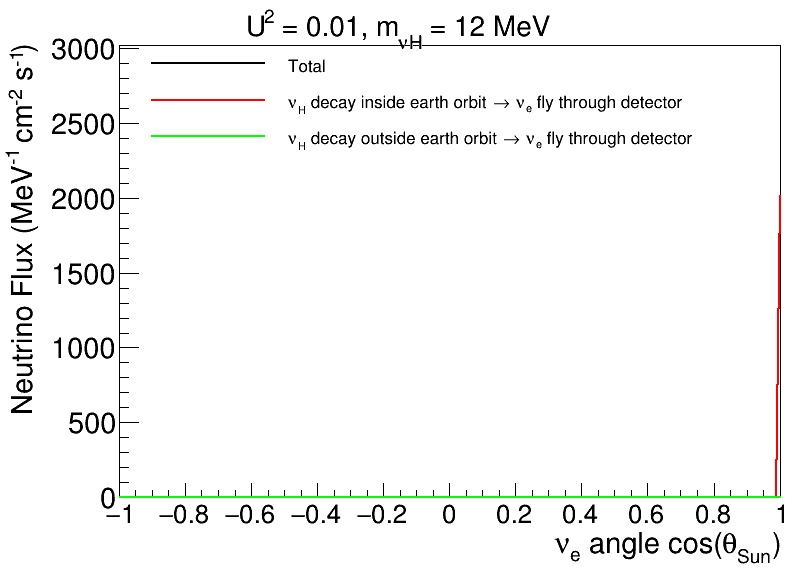 U² = 0.01, m_νH = 12 MeV
Neutrino Flux (MeV⁻¹ cm⁻² s⁻¹)
3000
2500
2000
1500
1000
500
0
Total
ν_H decay inside earth orbit → ν_e fly through detector
ν_H decay outside earth orbit → ν_e fly through detector
−1 −0.8 −0.6 −0.4 −0.2 0 0.2 0.4 0.6 0.8 1
ν_e angle cos(θ_Sun)